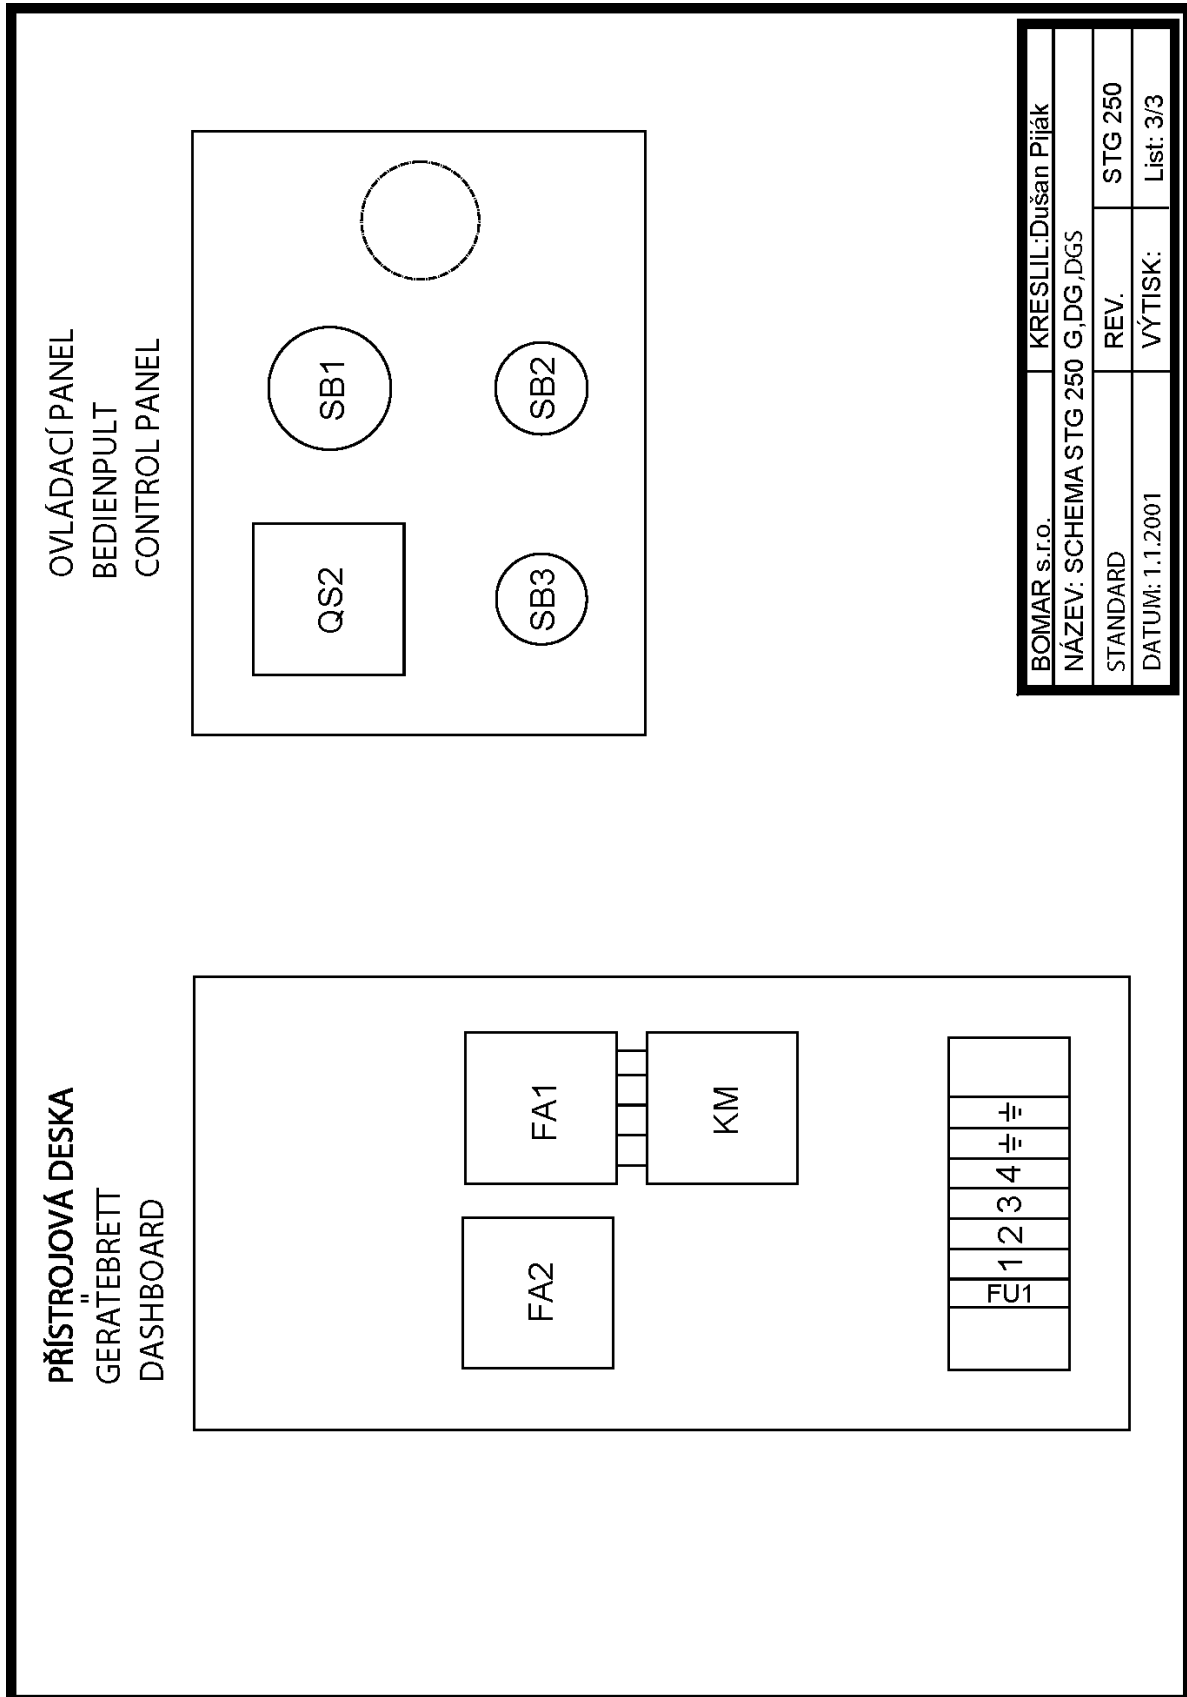 PŘÍSTROJOVÁ DESKA
GERÄTEBRETT
DASHBOARD
FA2
FA1
KM
FU1 1 2 3 4
OVLÁDACÍ PANEL
BEDIENPULT
CONTROL PANEL
QS2
SB1
SB3
SB2
BOMAR s.r.o. KRESLIL:Dušan Piják
NÁZEV: SCHEMA STG 250 G,DG,DGS
STANDARD REV. STG 250
DATUM: 1.1.2001 VÝTISK: List: 3/3